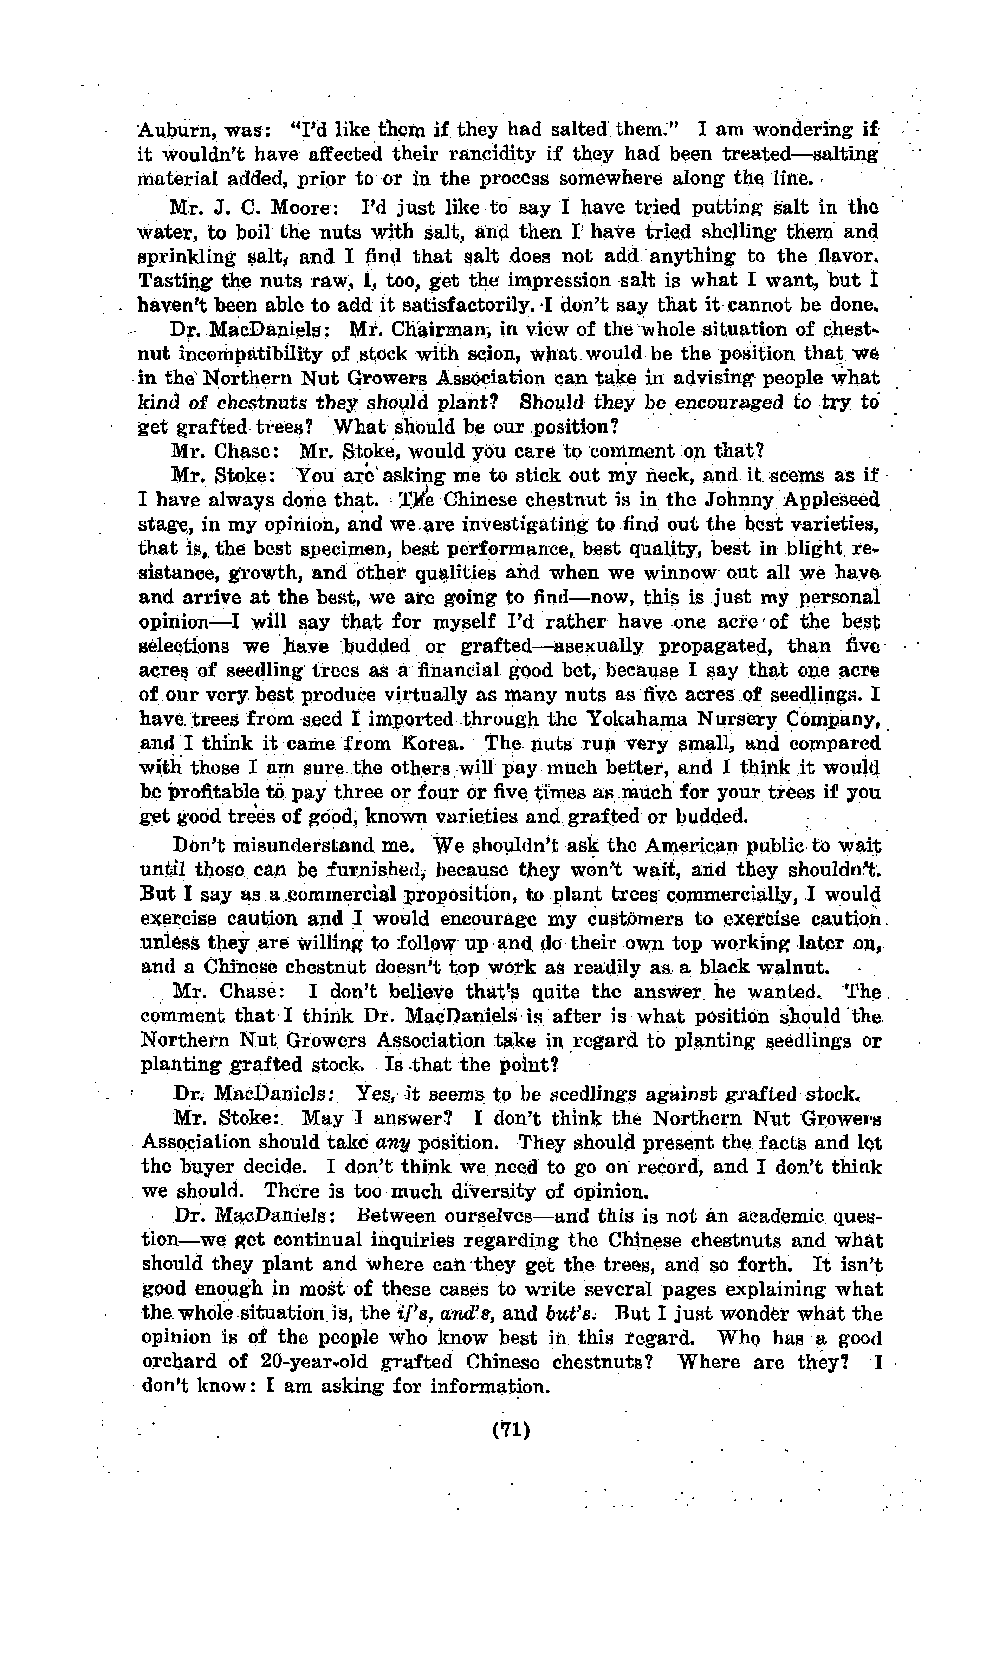 Auburn, was: "I'd like them if they had salted them." I am wondering if
it wouldn't have affected their rancidity if they had been treated—salting
material added, prior to or in the process somewhere along the line.
Mr. J. C. Moore: I'd just like to say I have tried putting salt in the
water, to boil the nuts with salt, and then I have tried shelling them and
sprinkling salt, and I find that salt does not add anything to the flavor.
Tasting the nuts raw, I, too, get the impression salt is what I want, but I
haven't been able to add it satisfactorily. I don't say that it cannot be done.
Dr. MacDaniels: Mr. Chairman, in view of the whole situation of chest-
nut incompatibility of stock with scion, what would be the position that we
in the Northern Nut Growers Association can take in advising people what
kind of chestnuts they should plant? Should they be encouraged to try to
get grafted trees? What should be our position?
Mr. Chase: Mr. Stoke, would you care to comment on that?
Mr. Stoke: You are asking me to stick out my neck, and it seems as if
I have always done that. The Chinese chestnut is in the Johnny Appleseed
stage, in my opinion, and we are investigating to find out the best varieties,
that is, the best specimen, best performance, best quality, best in blight re-
sistance, growth, and other qualities and when we winnow out all we have
and arrive at the best, we are going to find—now, this is just my personal
opinion—I will say that for myself I'd rather have one acre of the best
selections we have budded or grafted—asexually propagated, than five
acres of seedling trees as a financial good bet, because I say that one acre
of our very best produce virtually as many nuts as five acres of seedlings. I
have trees from seed I imported through the Yokahama Nursery Company,
and I think it came from Korea. The nuts run very small, and compared
with those I am sure the others will pay much better, and I think it would
be profitable to pay three or four or five times as much for your trees if you
get good trees of good, known varieties and grafted or budded.
Don't misunderstand me. We shouldn't ask the American public to wait
until those can be furnished, because they won't wait, and they shouldn't.
But I say as a commercial proposition, to plant trees commercially, I would
exercise caution and I would encourage my customers to exercise caution
unless they are willing to follow up and do their own top working later on,
and a Chinese chestnut doesn't top work as readily as a black walnut.
Mr. Chase: I don't believe that's quite the answer he wanted. The
comment that I think Dr. MacDaniels is after is what position should the
Northern Nut Growers Association take in regard to planting seedlings or
planting grafted stock. Is that the point?
Dr. MacDaniels: Yes, it seems to be seedlings against grafted stock.
Mr. Stoke: May I answer? I don't think the Northern Nut Growers
Association should take any position. They should present the facts and let
the buyer decide. I don't think we need to go on record, and I don't think
we should. There is too much diversity of opinion.
Dr. MacDaniels: Between ourselves—and this is not an academic ques-
tion—we get continual inquiries regarding the Chinese chestnuts and what
should they plant and where can they get the trees, and so forth. It isn't
good enough in most of these cases to write several pages explaining what
the whole situation is, the if's, and's, and but's. But I just wonder what the
opinion is of the people who know best in this regard. Who has a good
orchard of 20-year-old grafted Chinese chestnuts? Where are they? I
don't know: I am asking for information.
(71)